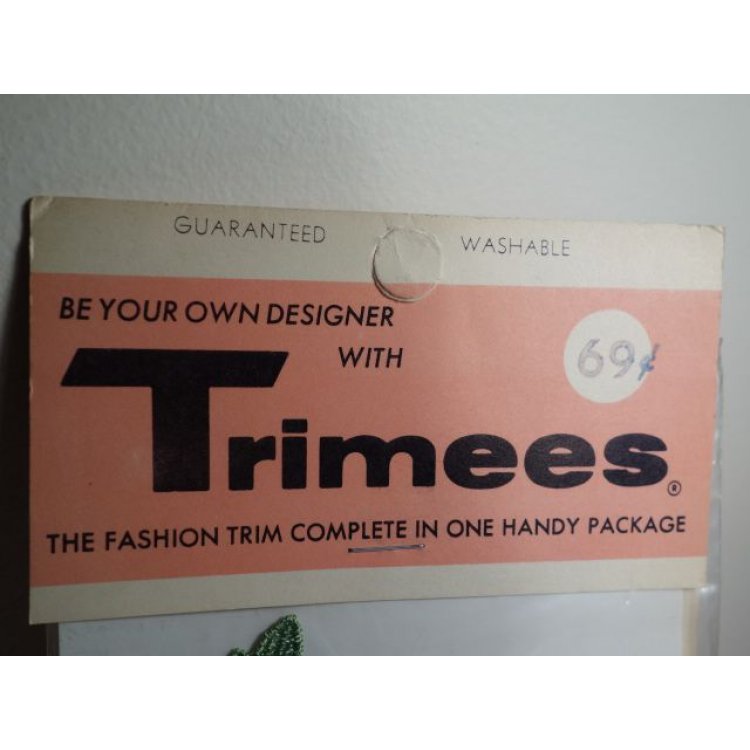 GUARANTEED WASHABLE
BE YOUR OWN DESIGNER
WITH
69¢
Trimees®
THE FASHION TRIM COMPLETE IN ONE HANDY PACKAGE